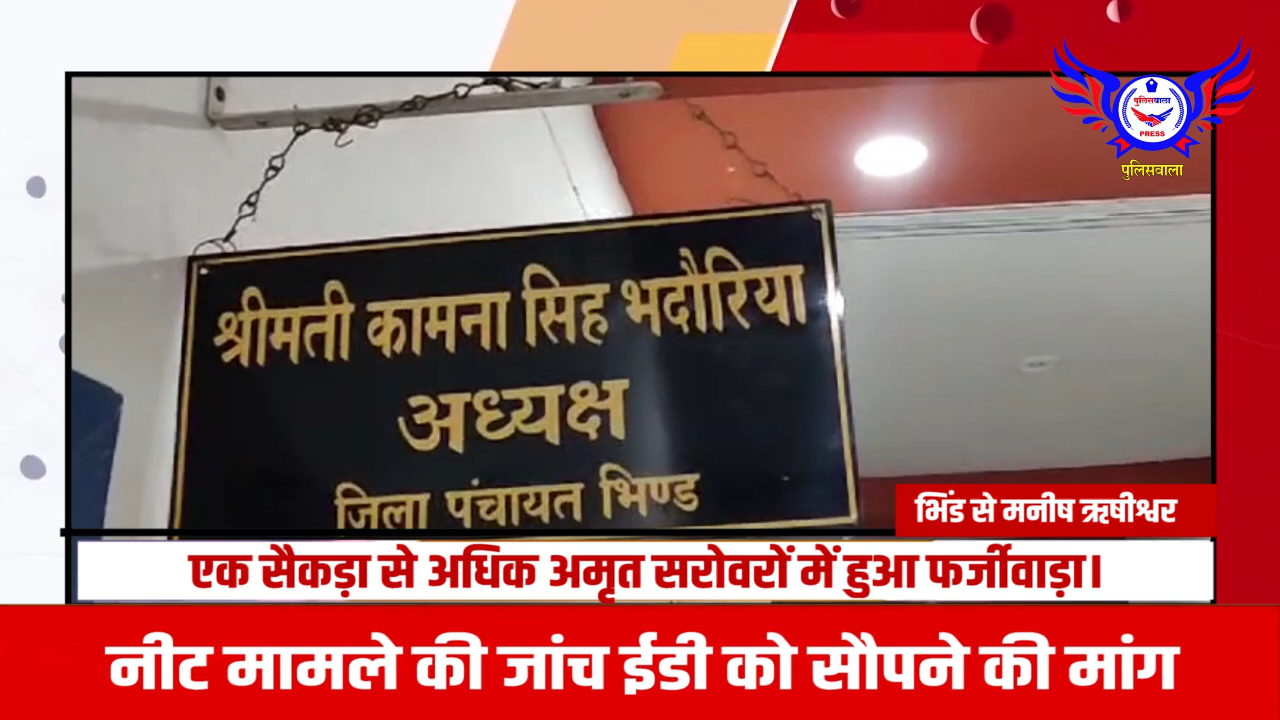 पुलिसवाला
PRESS
पुलिसवाला
श्रीमती कामना सिह भदौरिया
अध्यक्ष
जिला पंचायत भिण्ड
भिंड से मनीष ऋषीश्वर
एक सैकड़ा से अधिक अमृत सरोवरों में हुआ फर्जीवाड़ा।
नीट मामले की जांच ईडी को सौपने की मांग